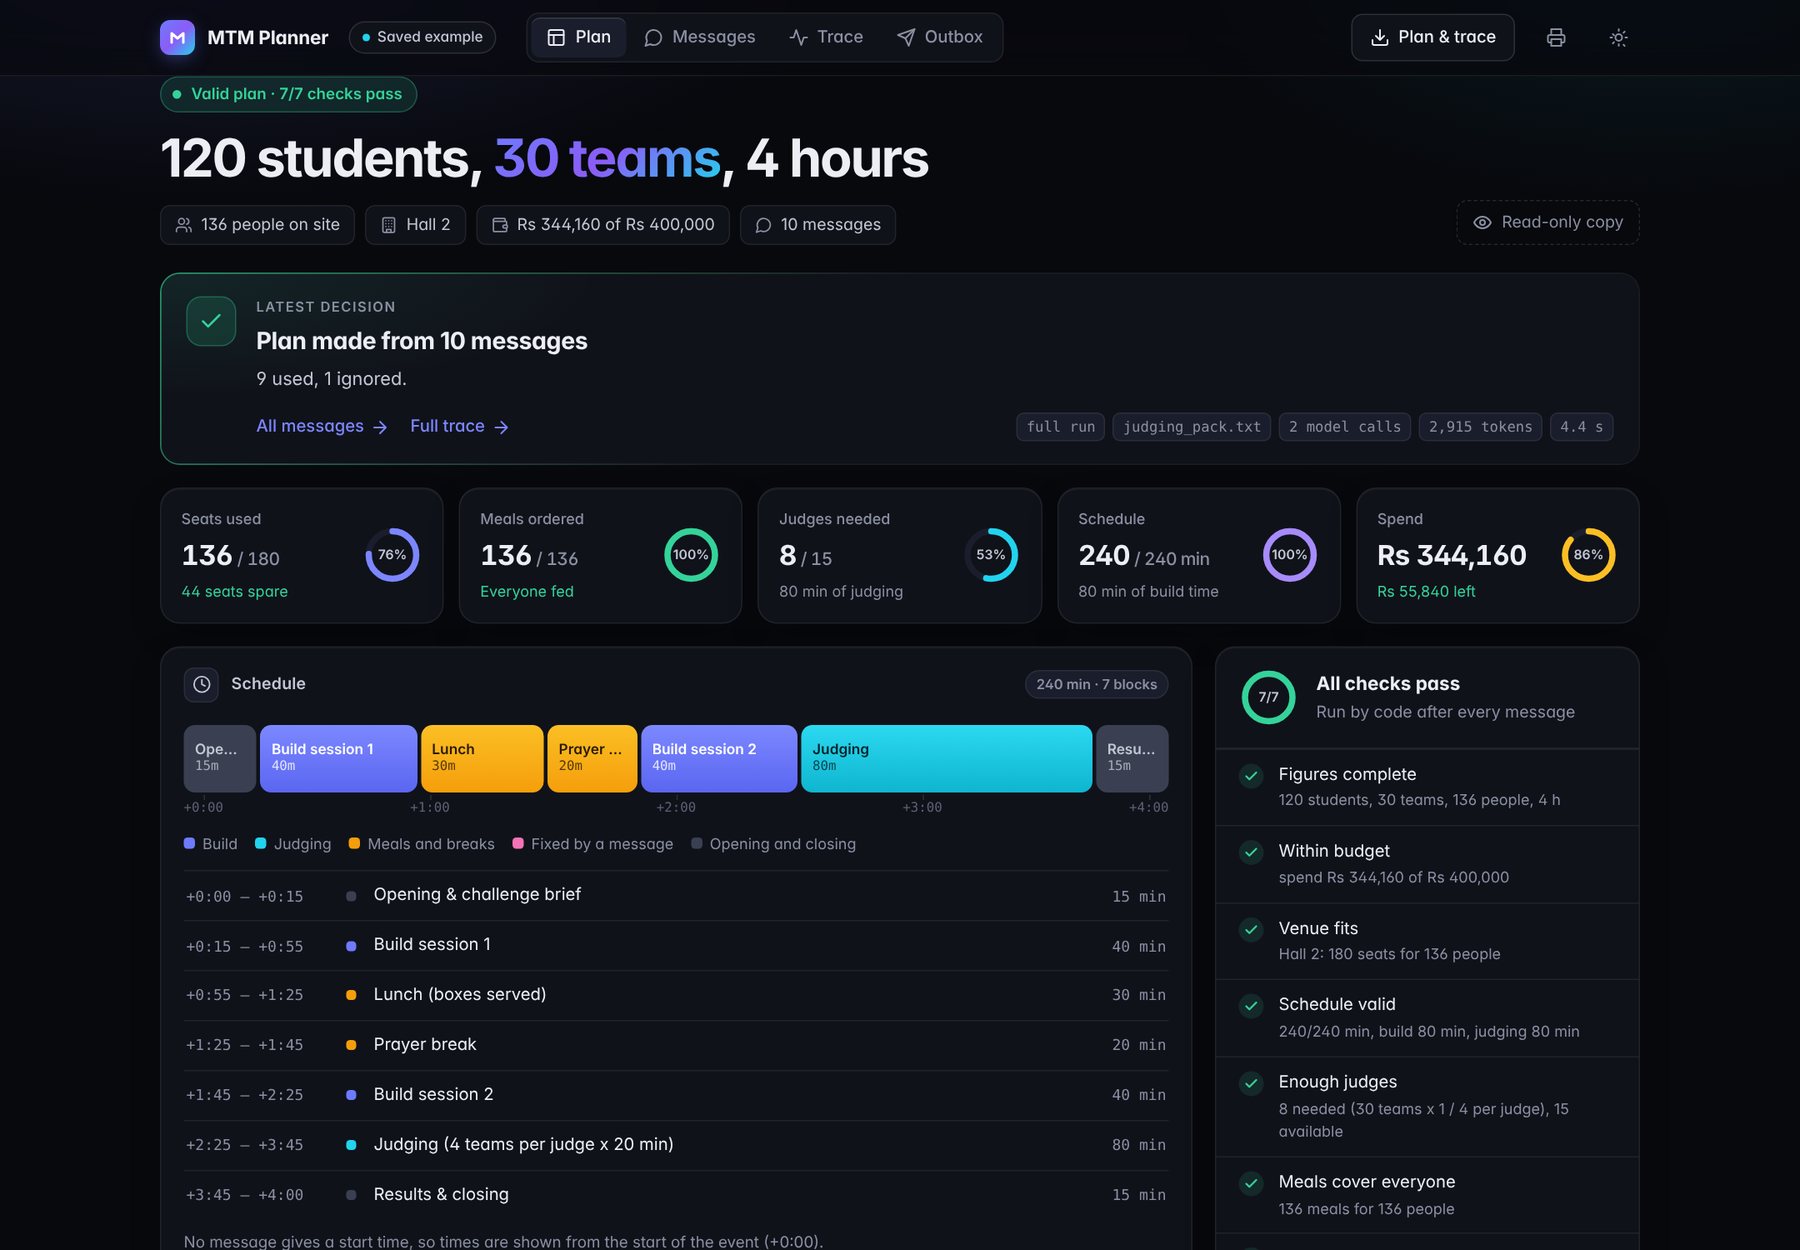 MTM Planner
Saved example
Plan
Messages
Trace
Outbox
Plan & trace
Valid plan · 7/7 checks pass
120 students, 30 teams, 4 hours
136 people on site
Hall 2
Rs 344,160 of Rs 400,000
10 messages
Read-only copy
LATEST DECISION
Plan made from 10 messages
9 used, 1 ignored.
All messages →
Full trace →
full run
judging_pack.txt
2 model calls
2,915 tokens
4.4 s
Seats used
136 / 180
44 seats spare
76%
Meals ordered
136 / 136
Everyone fed
100%
Judges needed
8 / 15
80 min of judging
53%
Schedule
240 / 240 min
80 min of build time
100%
Spend
Rs 344,160
Rs 55,840 left
86%
Schedule
240 min · 7 blocks
Ope...
15m
Build session 1
40m
Lunch
30m
Prayer ...
20m
Build session 2
40m
Judging
80m
Resu...
15m
+0:00
+1:00
+2:00
+3:00
+4:00
Build
Judging
Meals and breaks
Fixed by a message
Opening and closing
+0:00 – +0:15 Opening & challenge brief 15 min
+0:15 – +0:55 Build session 1 40 min
+0:55 – +1:25 Lunch (boxes served) 30 min
+1:25 – +1:45 Prayer break 20 min
+1:45 – +2:25 Build session 2 40 min
+2:25 – +3:45 Judging (4 teams per judge x 20 min) 80 min
+3:45 – +4:00 Results & closing 15 min
No message gives a start time, so times are shown from the start of the event (+0:00).
7/7
All checks pass
Run by code after every message
Figures complete
120 students, 30 teams, 136 people, 4 h
Within budget
spend Rs 344,160 of Rs 400,000
Venue fits
Hall 2: 180 seats for 136 people
Schedule valid
240/240 min, build 80 min, judging 80 min
Enough judges
8 needed (30 teams x 1 / 4 per judge), 15
available
Meals cover everyone
136 meals for 136 people